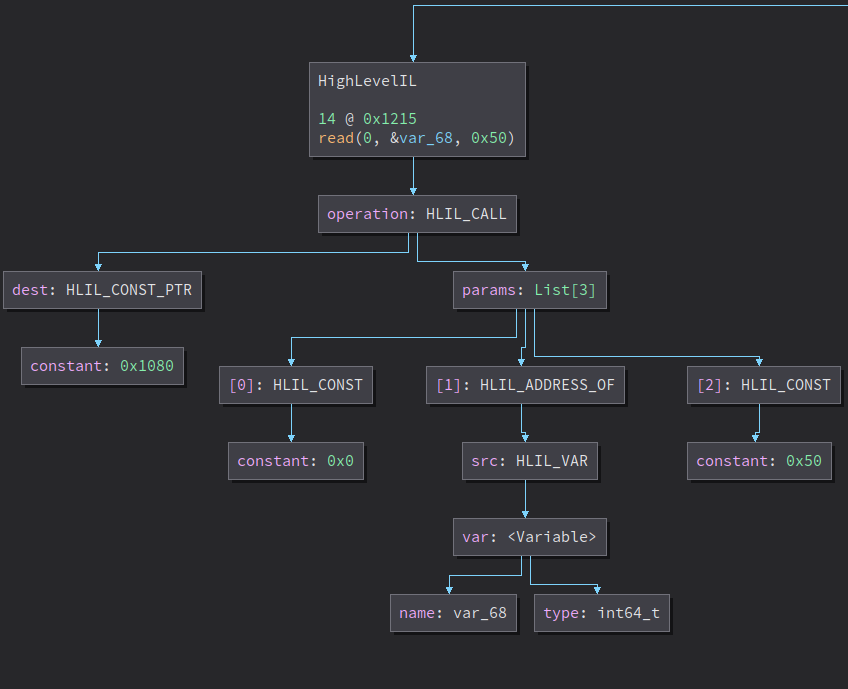 HighLevelIL
14 @ 0x1215
read(0, &var_68, 0x50)
operation: HLIL_CALL
dest: HLIL_CONST_PTR
params: List[3]
constant: 0x1080
[0]: HLIL_CONST
[1]: HLIL_ADDRESS_OF
[2]: HLIL_CONST
constant: 0x0
src: HLIL_VAR
constant: 0x50
var: <Variable>
name: var_68
type: int64_t